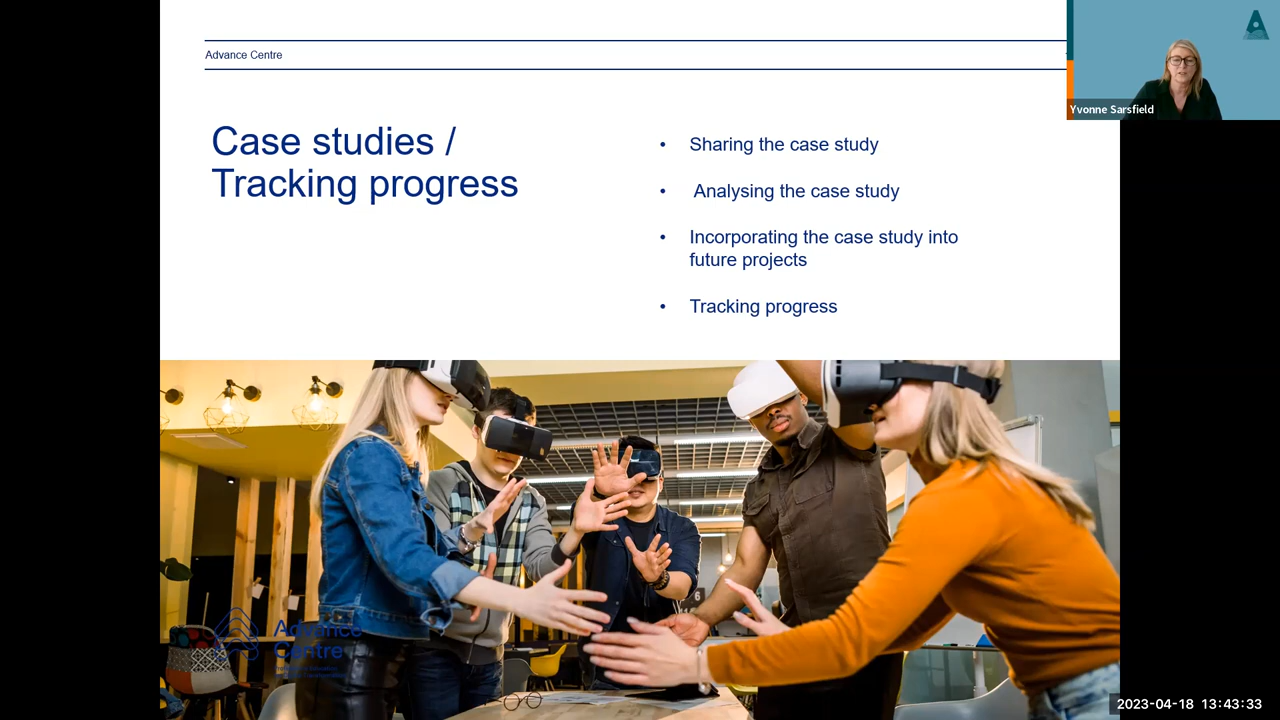 Advance Centre
Yvonne Sarsfield
Case studies /
Tracking progress
• Sharing the case study
• Analysing the case study
• Incorporating the case study into
future projects
• Tracking progress
Advance
Centre
2023-04-18 13:43:33